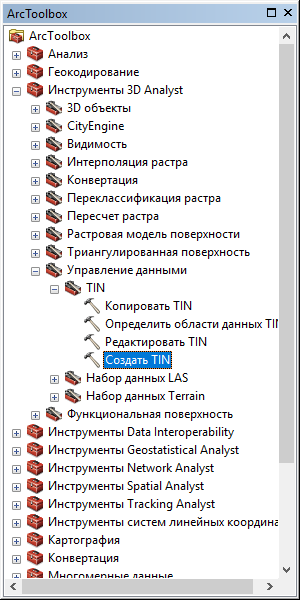 ArcToolbox
ArcToolbox
Анализ
Геокодирование
Инструменты 3D Analyst
3D объекты
CityEngine
Видимость
Интерполяция растра
Конвертация
Переклассификация растра
Пересчет растра
Растровая модель поверхности
Триангулированная поверхность
Управление данными
TIN
Копировать TIN
Определить области данных TIN
Редактировать TIN
Создать TIN
Набор данных LAS
Набор данных Terrain
Функциональная поверхность
Инструменты Data Interoperability
Инструменты Geostatistical Analyst
Инструменты Network Analyst
Инструменты Spatial Analyst
Инструменты Tracking Analyst
Инструменты систем линейных координа
Картография
Конвертация
Многомерные данные